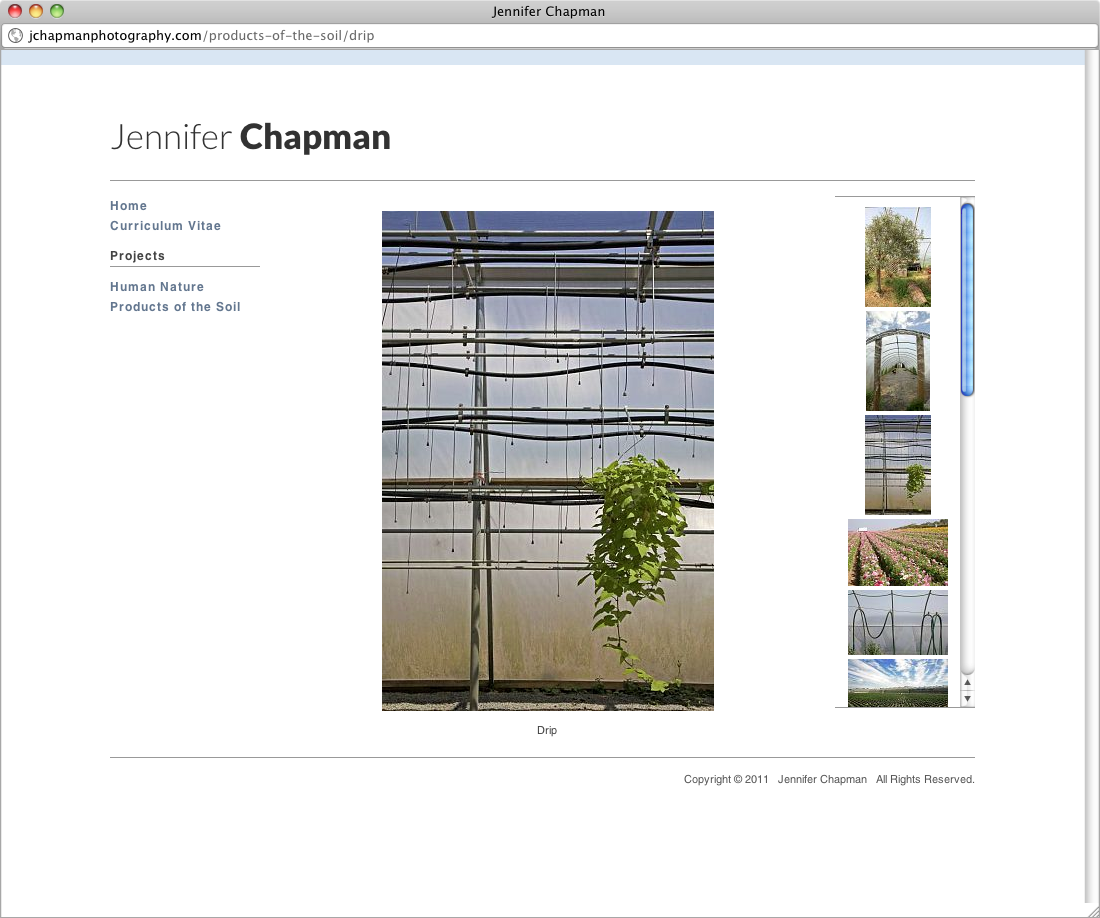 Jennifer Chapman
jchapmanphotography.com/products-of-the-soil/drip
Jennifer Chapman
Home
Curriculum Vitae
Projects
Human Nature
Products of the Soil
Drip
Copyright © 2011 Jennifer Chapman All Rights Reserved.